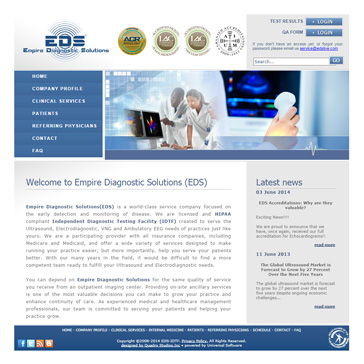 EDS
Empire Diagnostic Solutions
TEST RESULTS LOGIN
QA FORM LOGIN
If you don't have an access yet, or forgot your
password please email us
Search... GO
HOME
COMPANY PROFILE
CLINICAL SERVICES
PATIENTS
REFERRING PHYSICIANS
CONTACT
FAQ
Welcome to Empire Diagnostic Solutions (EDS)
Empire Diagnostic Solutions(EDS) is a world-class service company focused on
the early detection and monitoring of disease. We are licensed and HIPAA
compliant Independent Diagnostic Testing Facility (IDTF) created to serve the
Ultrasound, Electrodiagnostic, VNG and Ambulatory EEG needs of practices just like
yours. We are a participating provider with all insurance companies, including
Medicare and Medicaid, and offer a wide variety of services designed to make
running your practice easier, but more importantly, help you serve your patients
better. With our many years in the field, it would be difficult to find a more
competent team ready to fulfill your ultrasound and Electrodiagnostic needs.
You can depend on Empire Diagnostic Solutions for the same quality of service
you receive from an outpatient imaging center. Providing on-site ancillary services
is one of the most valuable decisions you can make to grow your practice and
enhance continuity of care. As experienced medical and healthcare management
professionals, our team is committed to serving your patients and helping your
practice grow.
Latest news
03 June 2014
EDS Accreditations: Why are they
valuable?
Exciting News!!!
We are proud to announce that we
have, once again, received our full
accreditation for Echocardiograms!
read more
11 June 2013
The Global Ultrasound Market is
Forecast to Grow by 27 Percent
Over the Next Five Years
The global ultrasound market is forecast
to grow by 27 percent over the next
five years despite ongoing economic
challenges...
read more
HOME - COMPANY PROFILE - CLINICAL SERVICES - INTERNAL MEDICINE - PATIENTS - REFERRING PHYSICIANS - SCHEDULE - CONTACT - FAQ
Copyright ©2008-2014 EDS-IDTF. Privacy Policy. All Rights Reserved.
Designed by Quadro Studios Inc • powered by Universal Software